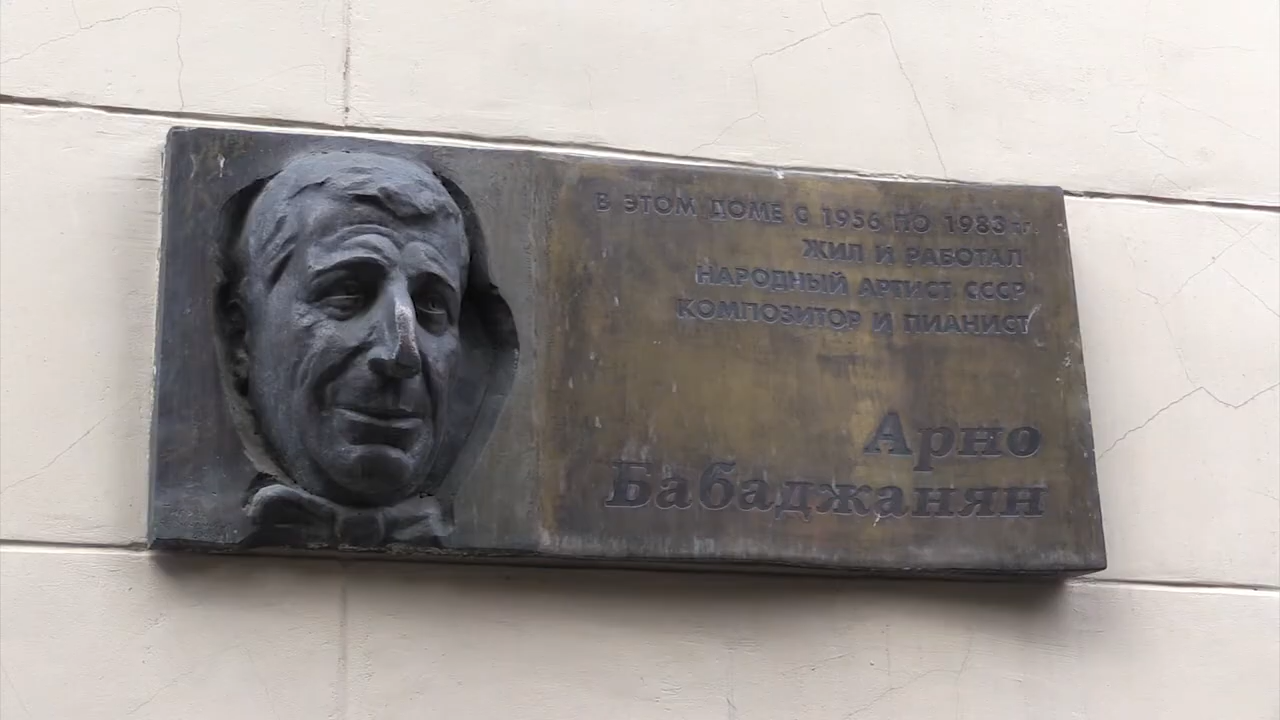 В ЭТОМ ДОМЕ С 1956 ПО 1983 гг.
ЖИЛ И РАБОТАЛ
НАРОДНЫЙ АРТИСТ СССР
КОМПОЗИТОР И ПИАНИСТ
Арно
Бабаджанян